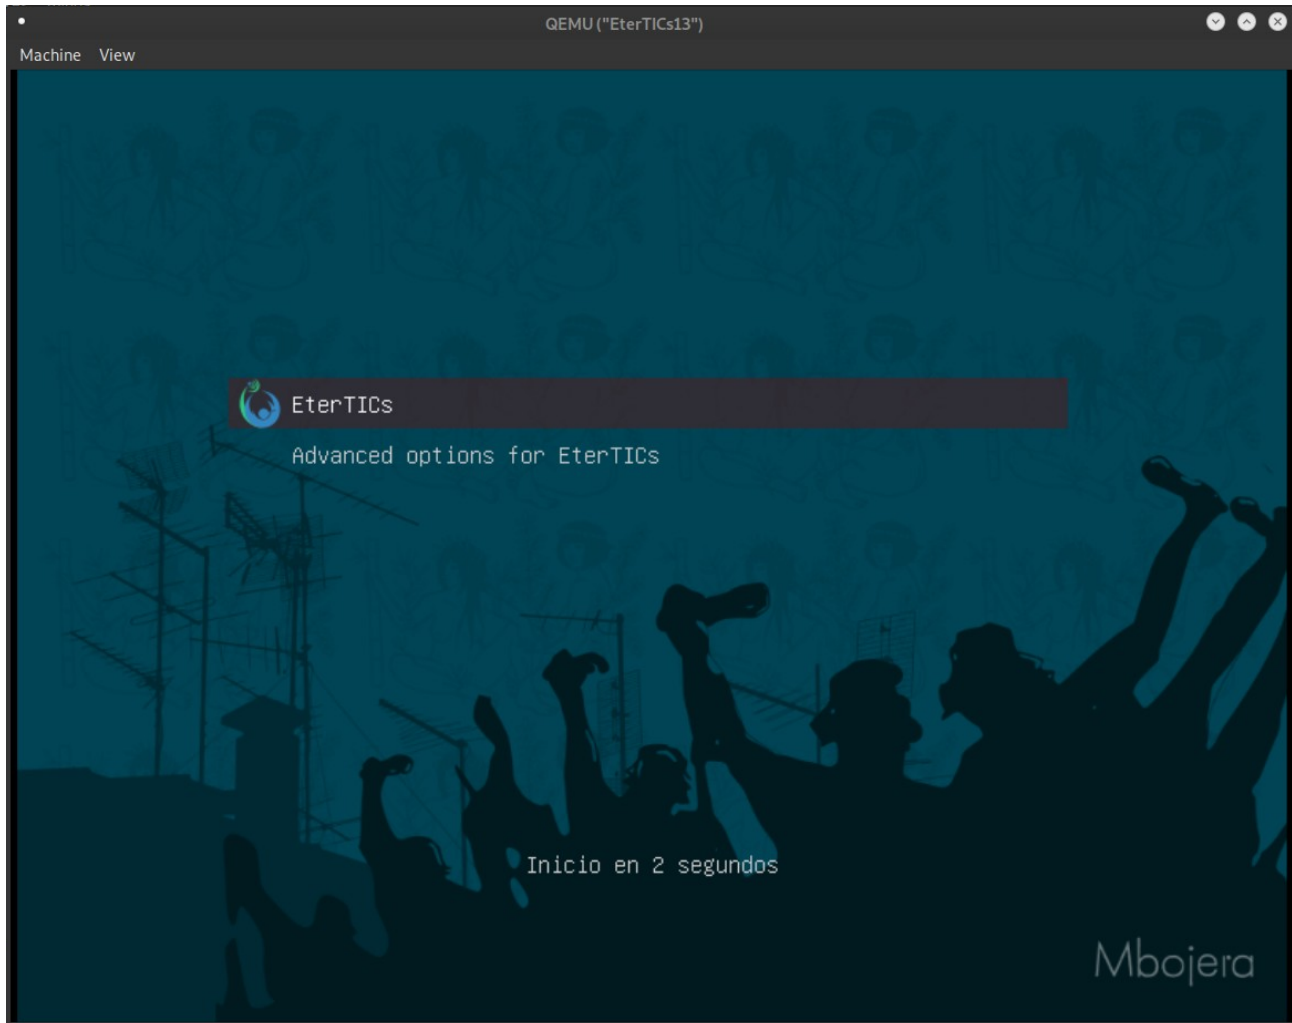 QEMU ("EterTICs13")
Machine View
EterTICs
Advanced options for EterTICs
Inicio en 2 segundos
Mbojera